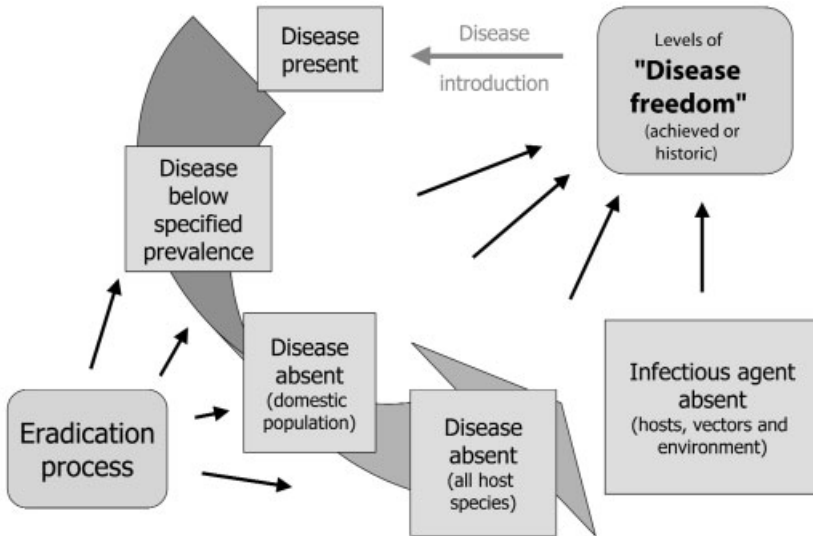 Disease
present
Disease
introduction
Levels of
"Disease
freedom"
(achieved or
historic)
Disease
below
specified
prevalence
Disease
absent
(domestic
population)
Infectious agent
absent
(hosts, vectors and
environment)
Eradication
process
Disease
absent
(all host
species)